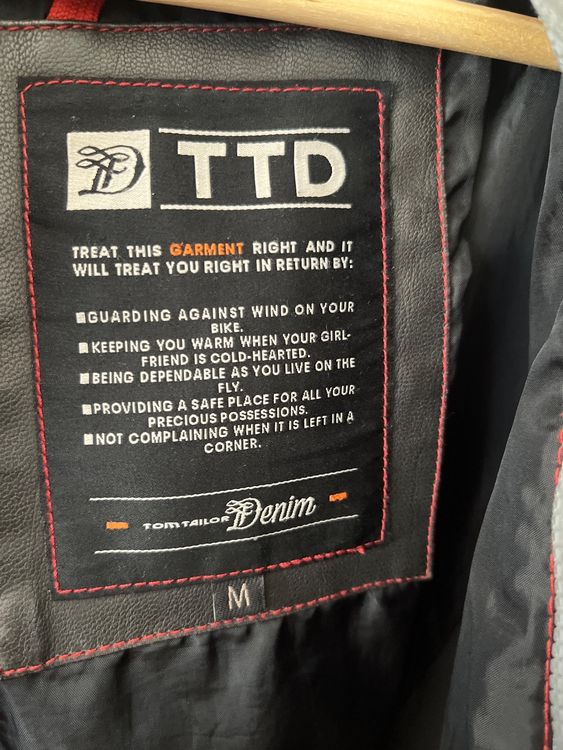 TTD
TREAT THIS GARMENT RIGHT AND IT
WILL TREAT YOU RIGHT IN RETURN BY:
■GUARDING AGAINST WIND ON YOUR
BIKE.
■KEEPING YOU WARM WHEN YOUR GIRL-
FRIEND IS COLD-HEARTED.
■BEING DEPENDABLE AS YOU LIVE ON THE
FLY.
■PROVIDING A SAFE PLACE FOR ALL YOUR
PRECIOUS POSSESSIONS.
■NOT COMPLAINING WHEN IT IS LEFT IN A
CORNER.
TOM TAILOR Denim
M